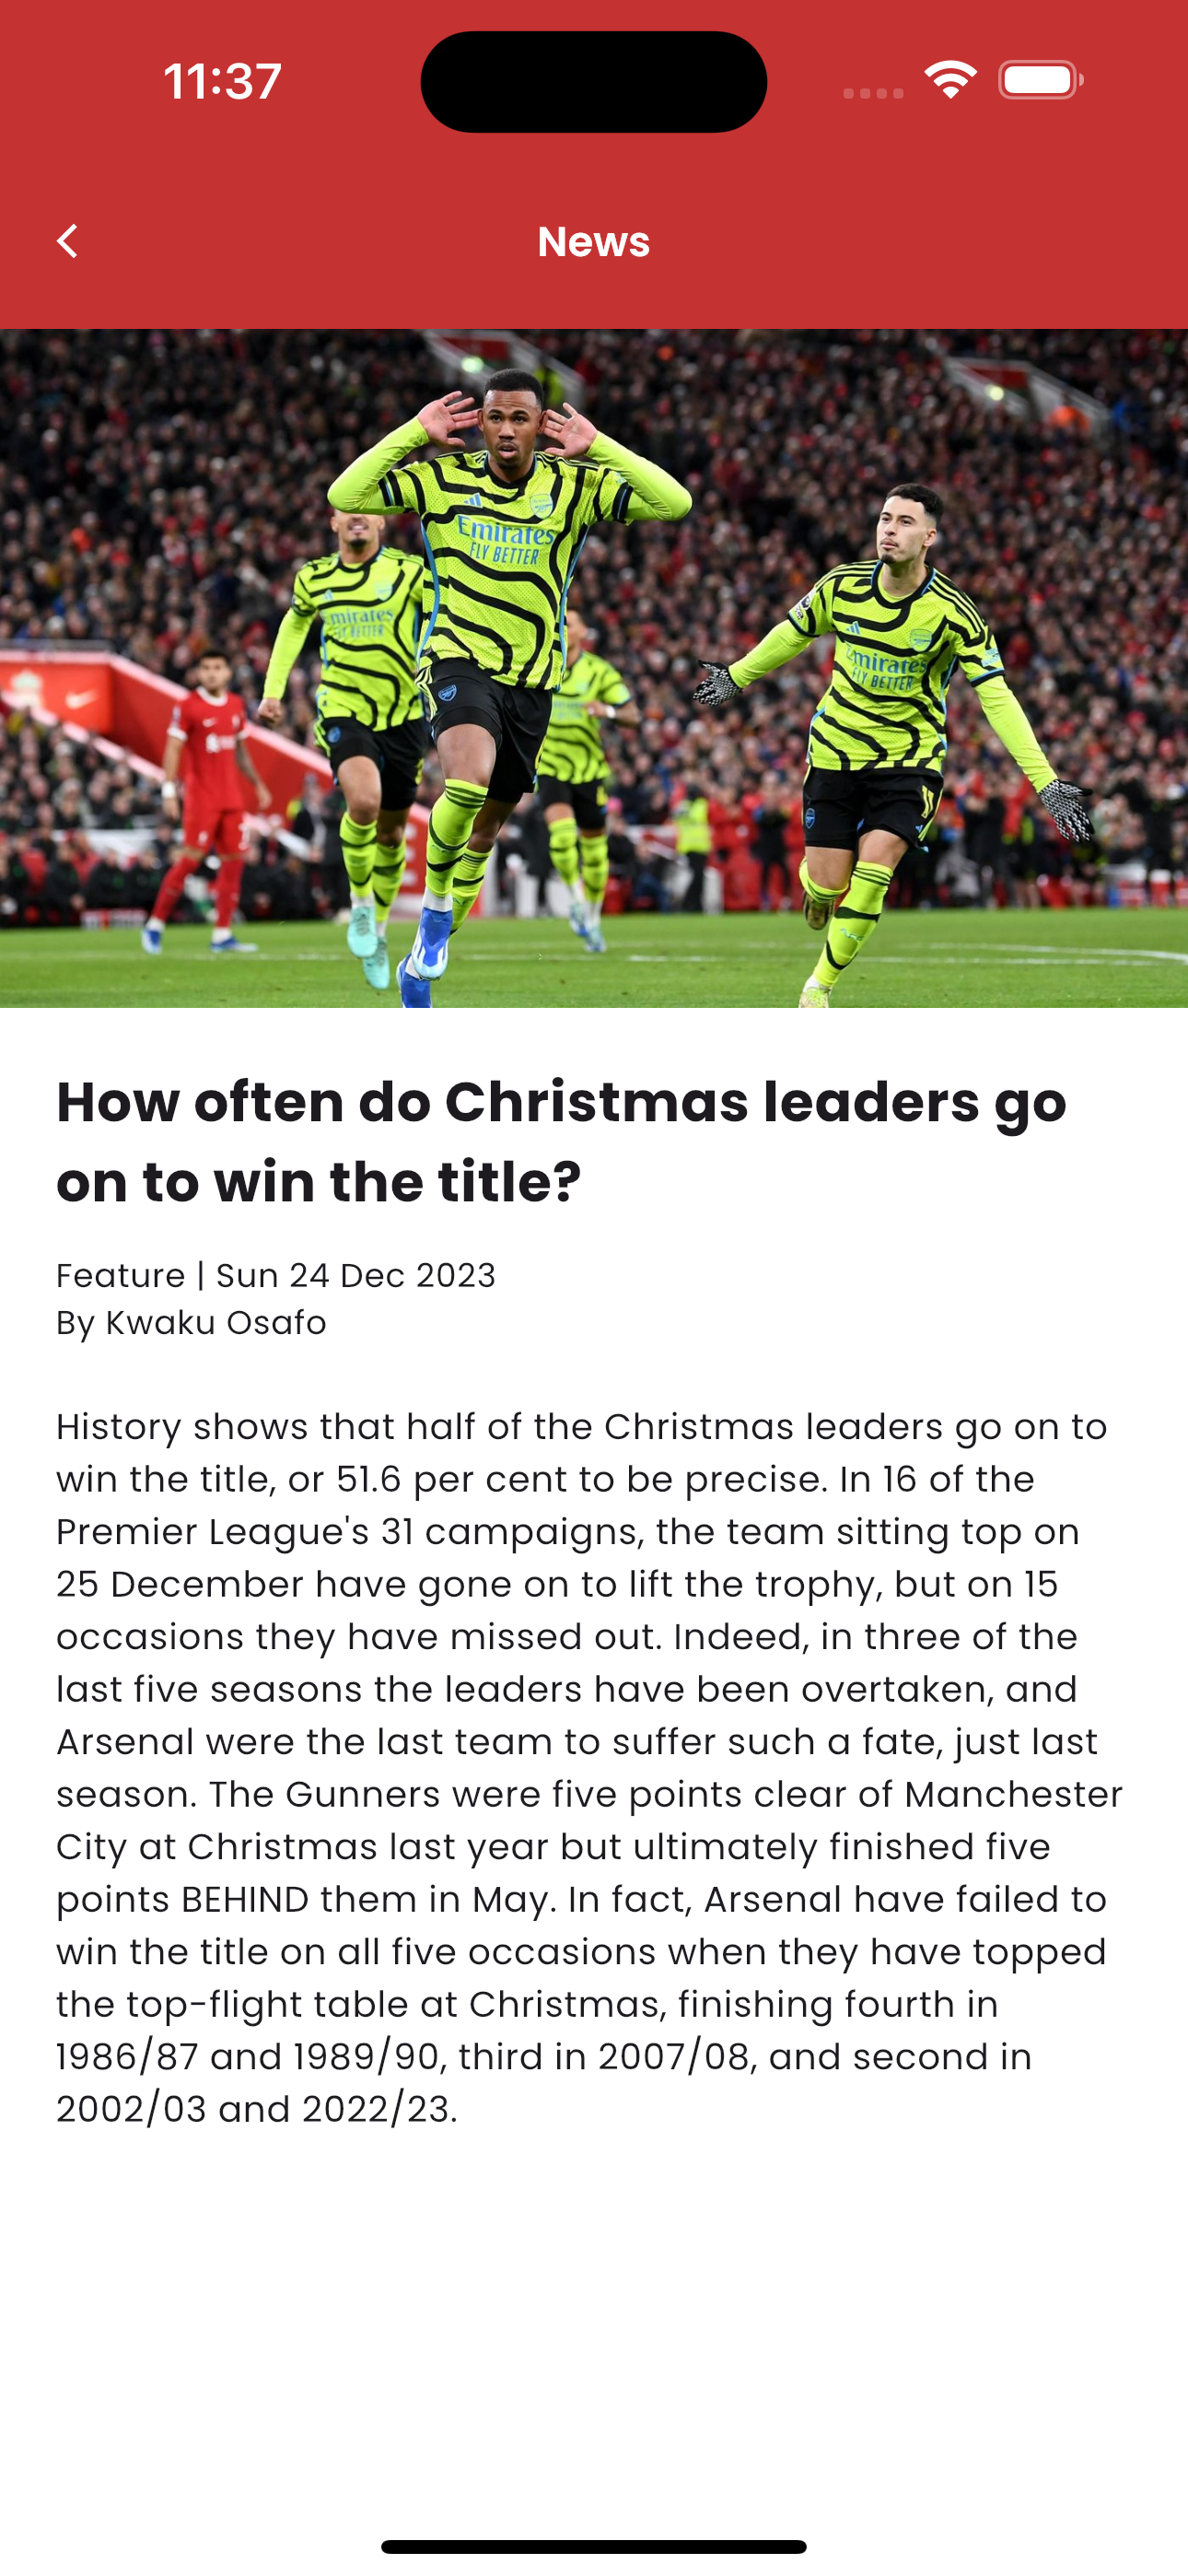 11:37
News
Emirates
FLY BETTER
Emirates
FLY BETTER
How often do Christmas leaders go
on to win the title?
Feature | Sun 24 Dec 2023
By Kwaku Osafo
History shows that half of the Christmas leaders go on to
win the title, or 51.6 per cent to be precise. In 16 of the
Premier League's 31 campaigns, the team sitting top on
25 December have gone on to lift the trophy, but on 15
occasions they have missed out. Indeed, in three of the
last five seasons the leaders have been overtaken, and
Arsenal were the last team to suffer such a fate, just last
season. The Gunners were five points clear of Manchester
City at Christmas last year but ultimately finished five
points BEHIND them in May. In fact, Arsenal have failed to
win the title on all five occasions when they have topped
the top-flight table at Christmas, finishing fourth in
1986/87 and 1989/90, third in 2007/08, and second in
2002/03 and 2022/23.